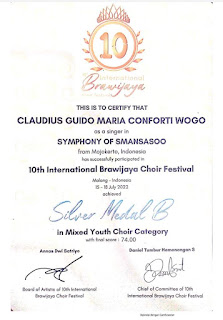 10
International
Brawijaya
THIS IS TO CERTIFY THAT
CLAUDIUS GUIDO MARIA CONFORTI WOGO
as a singer in
SYMPHONY OF SMANSASOO
from Mojokerto, Indonesia
has successfully participated in
10th International Brawijaya Choir Festival
Malang - Indonesia
15 - 18 July 2023
achieved
Silver Medal B
in Mixed Youth Choir Category
with final score : 74.00
Board of Artists of 10th International
Brawijaya Choir Festival
Chief of Committee of 10th
International Brawijaya Choir Festival